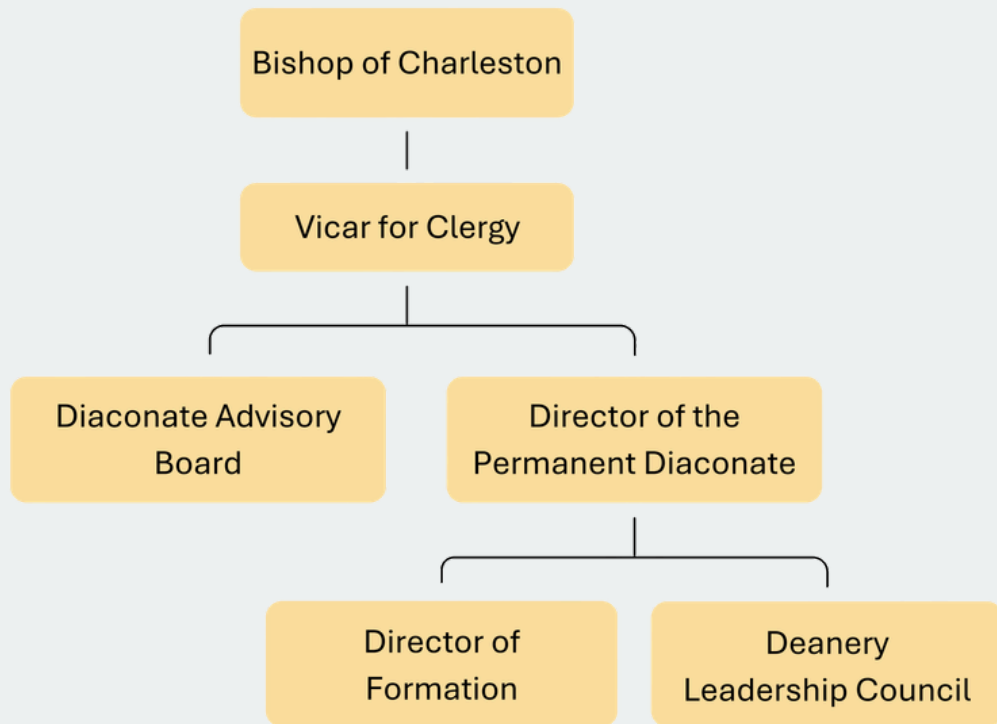 Bishop of Charleston
Vicar for Clergy
Diaconate Advisory
Board
Director of the
Permanent Diaconate
Director of
Formation
Deanery
Leadership Council